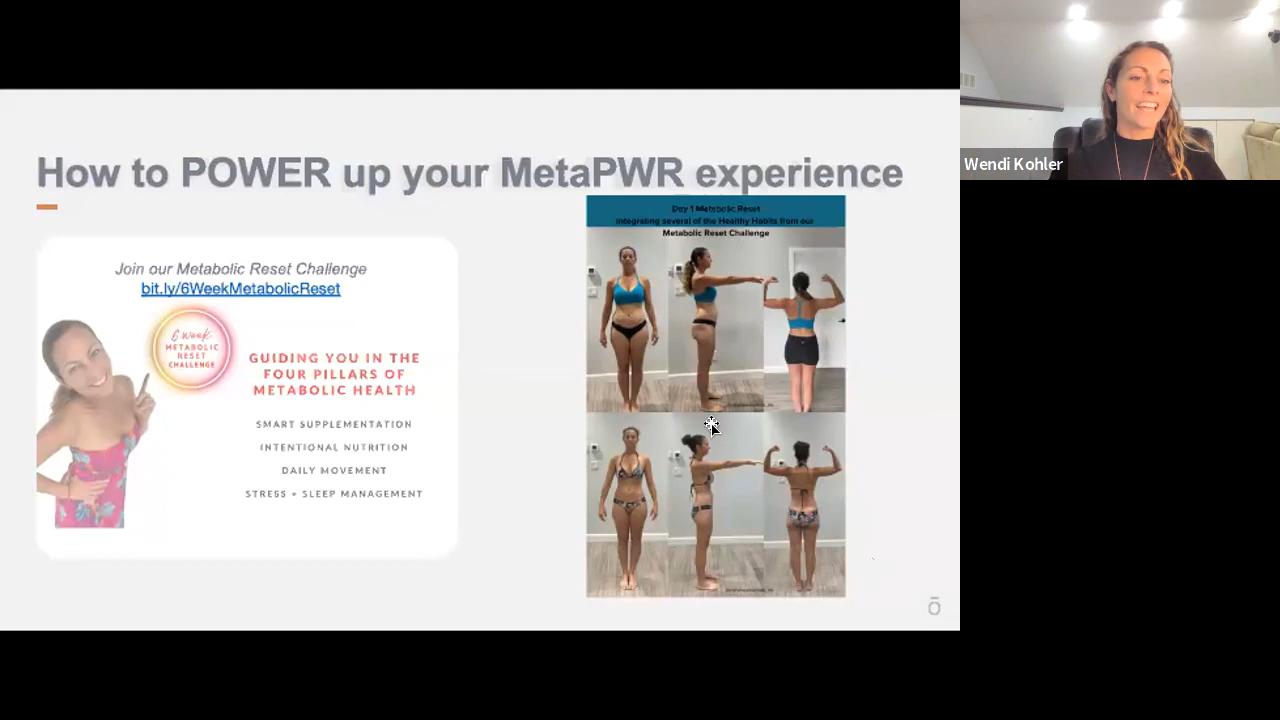 How to POWER up your MetaPWR experience
Join our Metabolic Reset Challenge
bit.ly/6WeekMetabolicReset
6 week
METABOLIC
RESET
CHALLENGE
GUIDING YOU IN THE
FOUR PILLARS OF
METABOLIC HEALTH
SMART SUPPLEMENTATION
INTENTIONAL NUTRITION
DAILY MOVEMENT
STRESS + SLEEP MANAGEMENT
Day 1 Metabolic Reset
Integrating several of the Healthy Habits from our
Metabolic Reset Challenge
Wendi Kohler